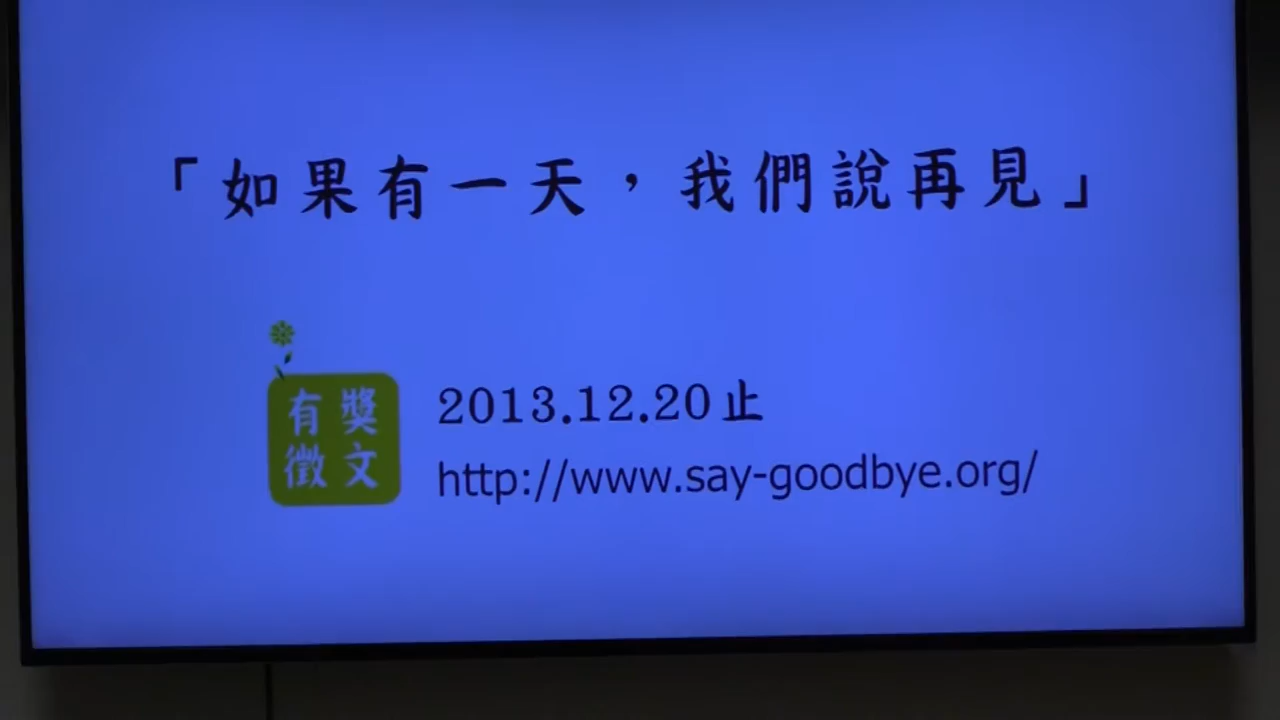 「如果有一天，我們說再見」
有獎
徵文
2013.12.20止
http://www.say-goodbye.org/